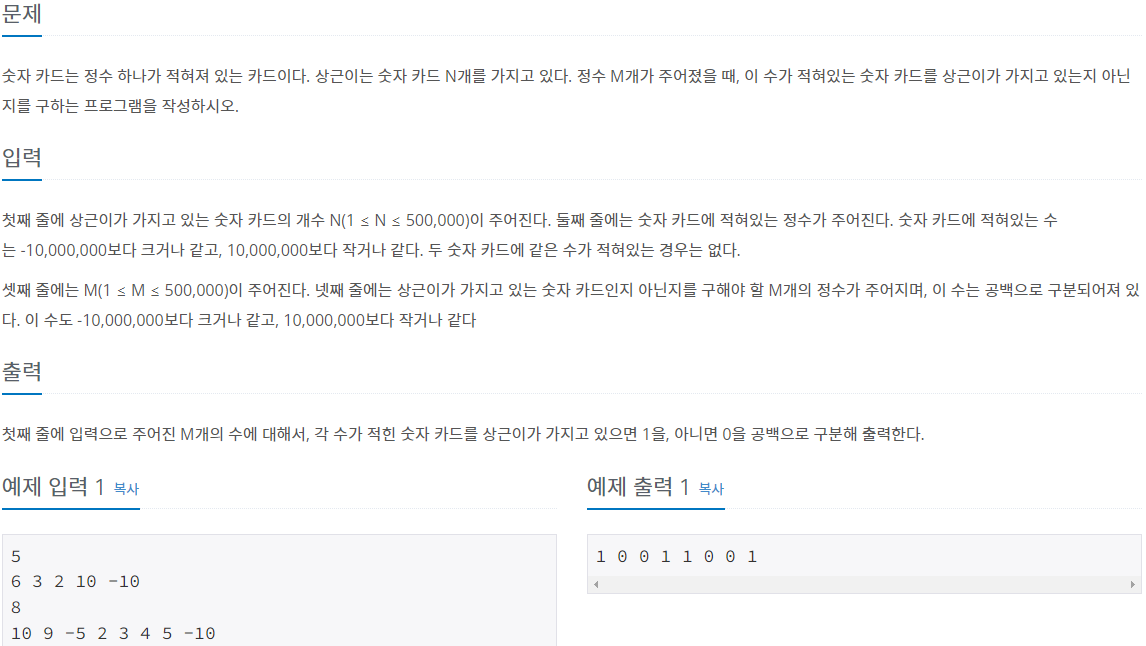 문제
숫자 카드는 정수 하나가 적혀져 있는 카드이다. 상근이는 숫자 카드 N개를 가지고 있다. 정수 M개가 주어졌을 때, 이 수가 적혀있는 숫자 카드를 상근이가 가지고 있는지 아닌
지를 구하는 프로그램을 작성하시오.
입력
첫째 줄에 상근이가 가지고 있는 숫자 카드의 개수 N(1 ≤ N ≤ 500,000)이 주어진다. 둘째 줄에는 숫자 카드에 적혀있는 정수가 주어진다. 숫자 카드에 적혀있는 수
는 -10,000,000보다 크거나 같고, 10,000,000보다 작거나 같다. 두 숫자 카드에 같은 수가 적혀있는 경우는 없다.
셋째 줄에는 M(1 ≤ M ≤ 500,000)이 주어진다. 넷째 줄에는 상근이가 가지고 있는 숫자 카드인지 아닌지를 구해야 할 M개의 정수가 주어지며, 이 수는 공백으로 구분되어져 있
다. 이 수도 -10,000,000보다 크거나 같고, 10,000,000보다 작거나 같다
출력
첫째 줄에 입력으로 주어진 M개의 수에 대해서, 각 수가 적힌 숫자 카드를 상근이가 가지고 있으면 1을, 아니면 0을 공백으로 구분해 출력한다.
예제 입력 1 복사
5
6 3 2 10 -10
8
10 9 -5 2 3 4 5 -10
예제 출력 1 복사
1 0 0 1 1 0 0 1